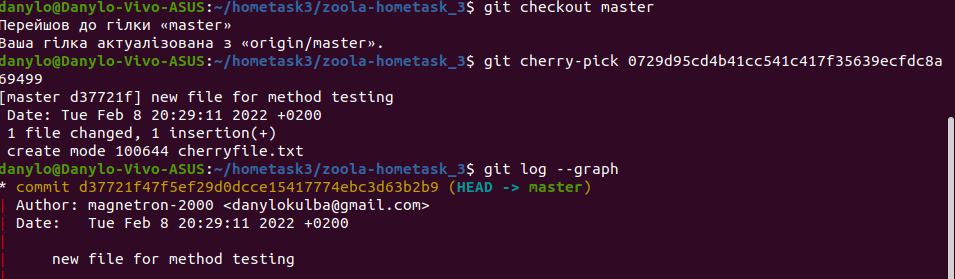 danylo@Danylo-Vivo-ASUS:~/hometask3/zoola-hometask_3$ git checkout master
Перейшов до гілки «master»
Ваша гілка актуалізована з «origin/master».
danylo@Danylo-Vivo-ASUS:~/hometask3/zoola-hometask_3$ git cherry-pick 0729d95cd4b41cc541c417f35639ecfdc8a
69499
[master d37721f] new file for method testing
 Date: Tue Feb 8 20:29:11 2022 +0200
 1 file changed, 1 insertion(+)
 create mode 100644 cherryfile.txt
danylo@Danylo-Vivo-ASUS:~/hometask3/zoola-hometask_3$ git log --graph
* commit d37721f47f5ef29d0dcce15417774ebc3d63b2b9 (HEAD -> master)
| Author: magnetron-2000 <danylokulba@gmail.com>
| Date:   Tue Feb 8 20:29:11 2022 +0200
|
|     new file for method testing
|